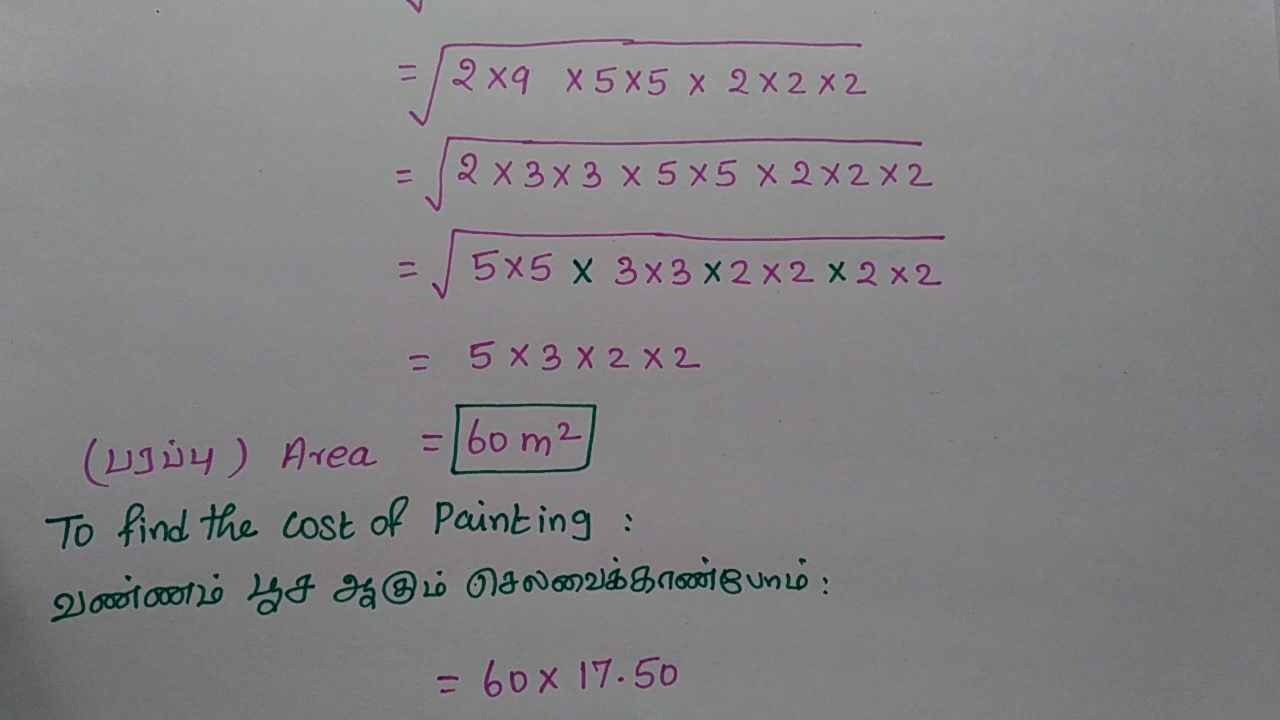 = √2×9 ×5×5 × 2×2×2
= √2×3×3 ×5×5 ×2×2×2
= √5×5 × 3×3×2×2×2×2
= 5×3×2×2
(பரப்பு) Area = 60 m²
To find the cost of Painting :
வண்ணம் பூச ஆகும் செலவைக்காண்போம் :
= 60× 17.50